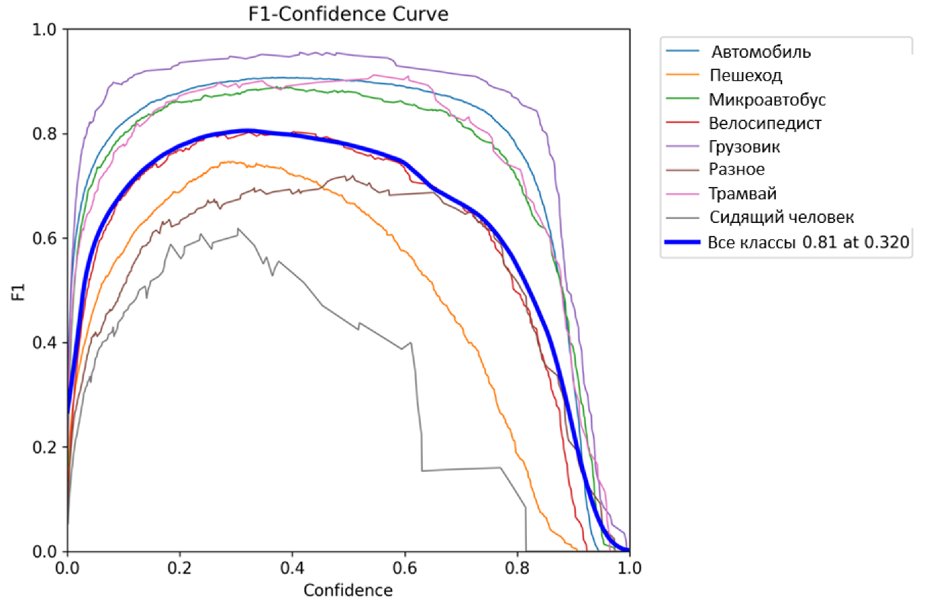 F1-Confidence Curve
1.0
0.8
0.6
0.4
0.2
0.0
F1
0.0 0.2 0.4 0.6 0.8 1.0
Confidence
Автомобиль
Пешеход
Микроавтобус
Велосипедист
Грузовик
Разное
Трамвай
Сидящий человек
Все классы 0.81 at 0.320